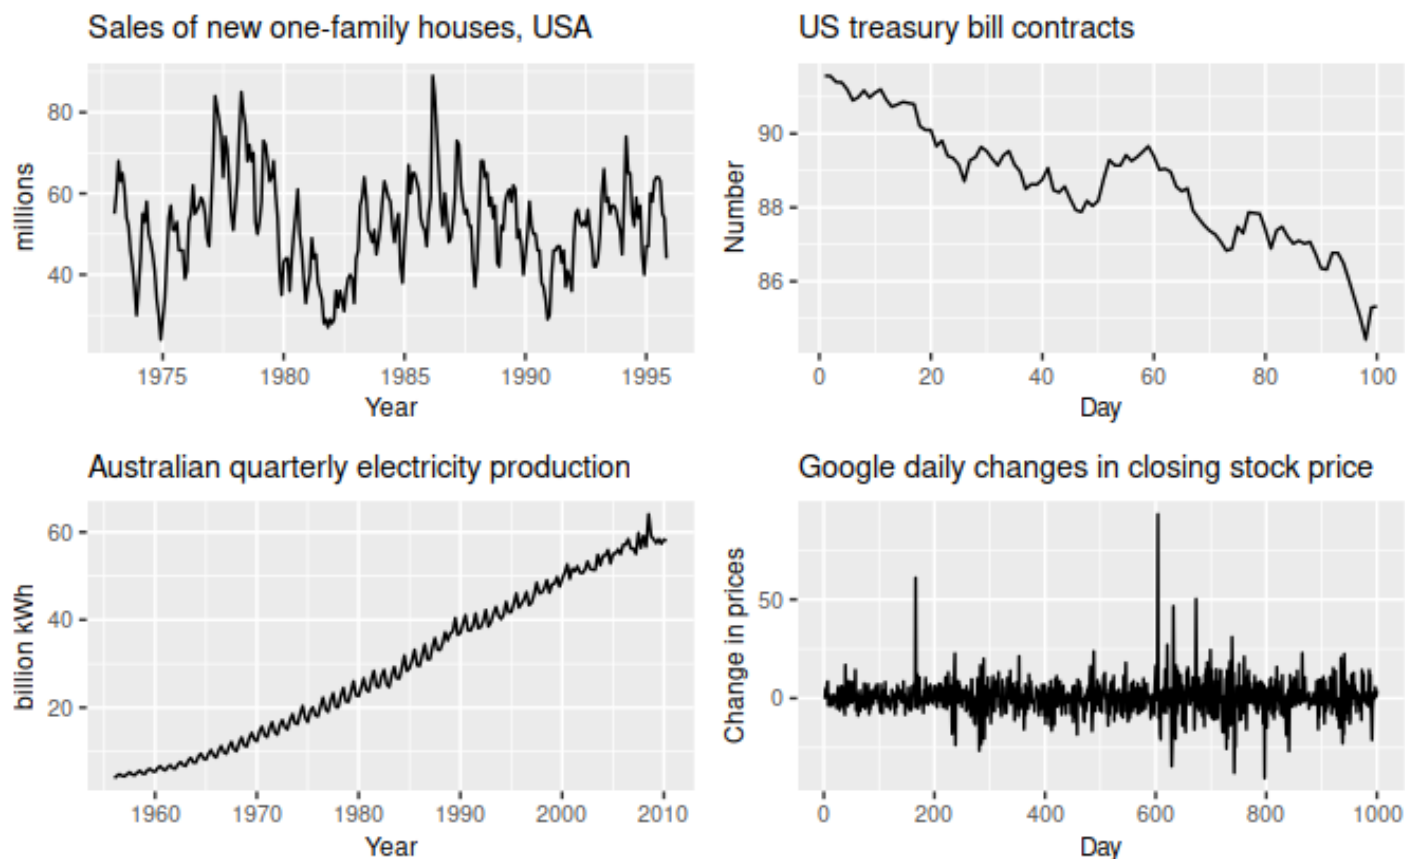 Sales of new one-family houses, USA
80
60
40
millions
1975 1980 1985 1990 1995
Year
US treasury bill contracts
90
88
86
Number
0 20 40 60 80 100
Day
Australian quarterly electricity production
60
40
20
billion kWh
1960 1970 1980 1990 2000 2010
Year
Google daily changes in closing stock price
50
0
Change in prices
0 200 400 600 800 1000
Day